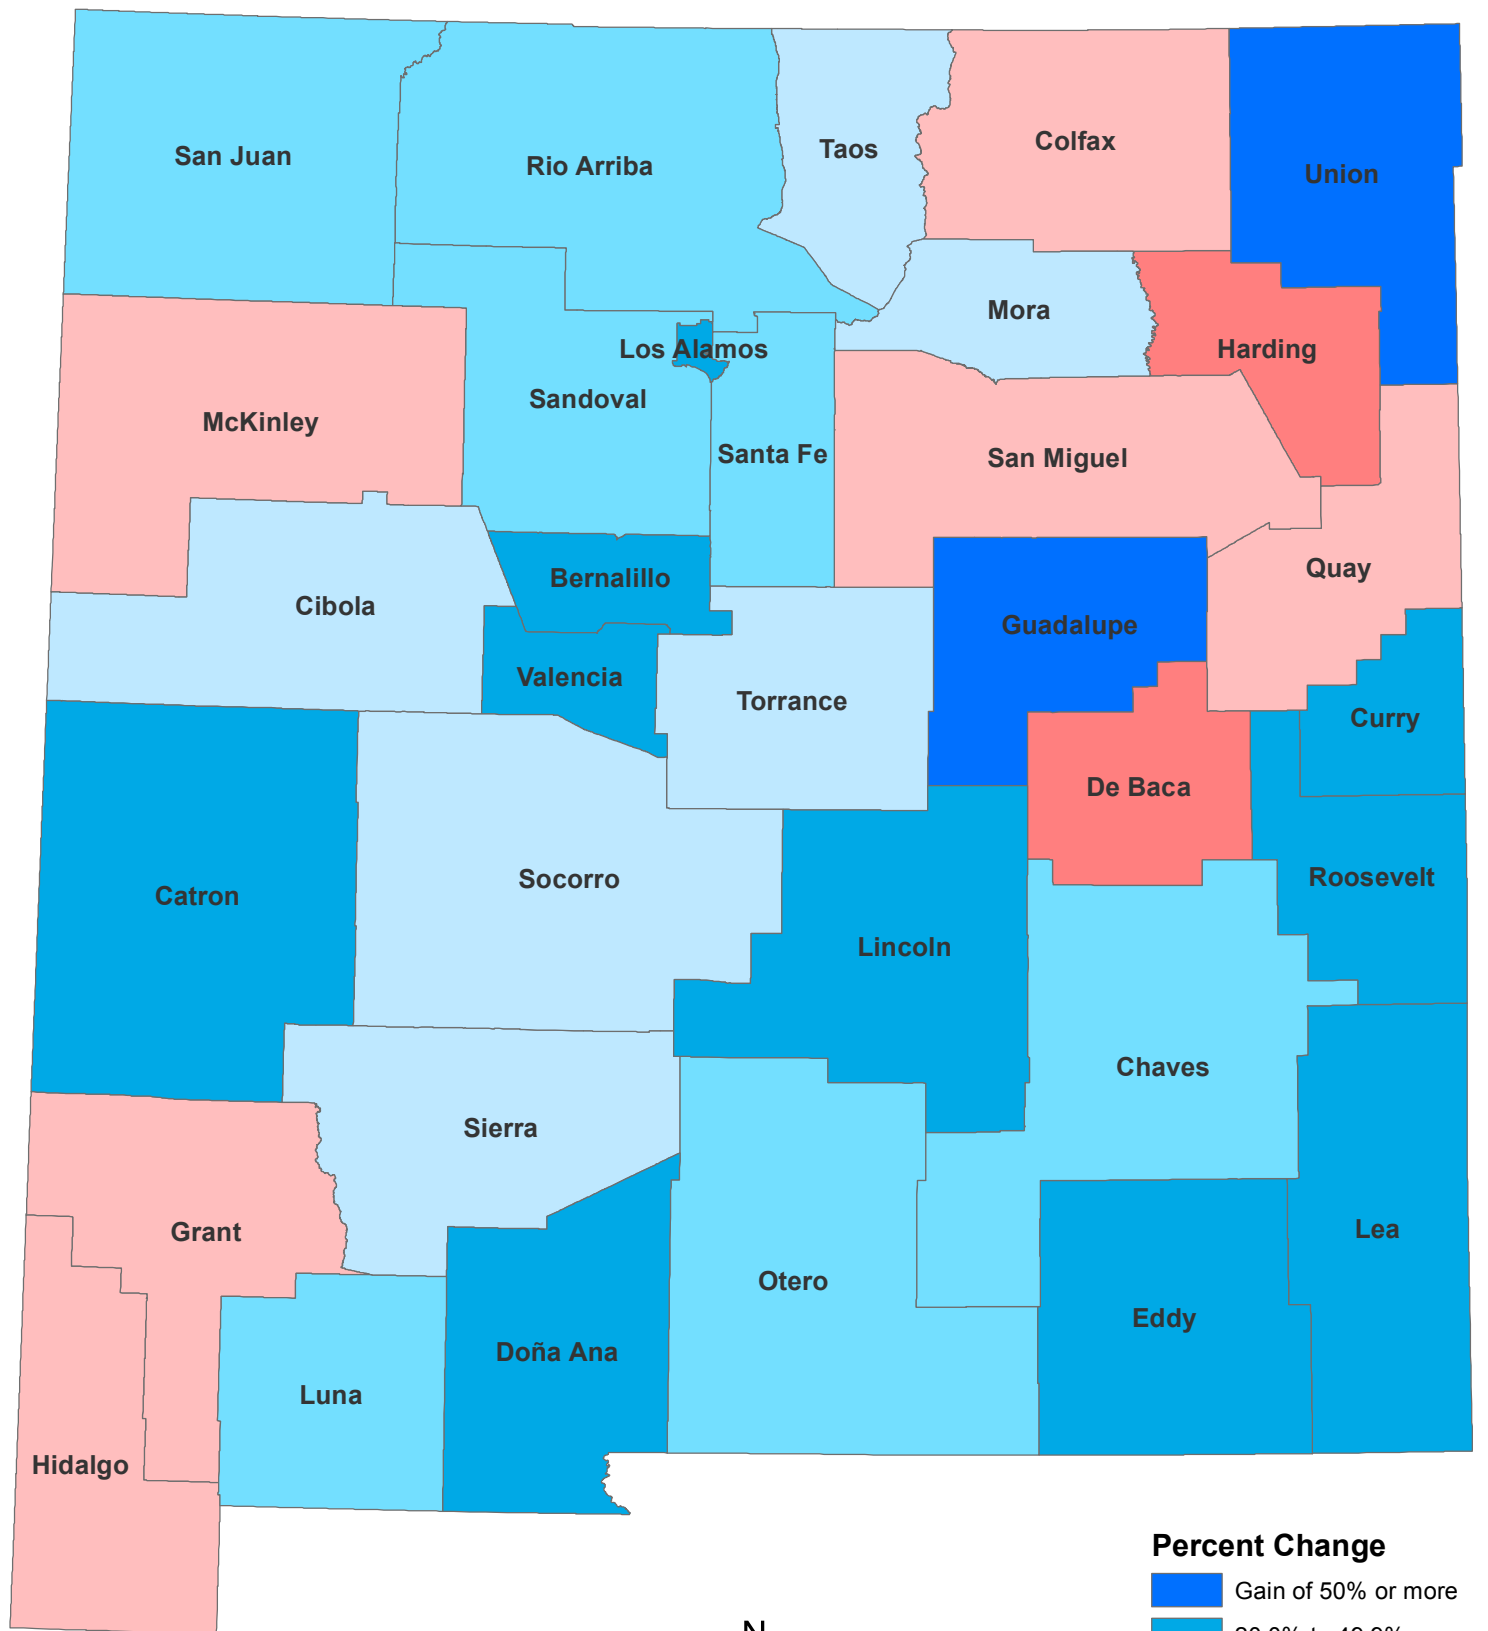 San Juan
Rio Arriba
Taos
Colfax
Union
Mora
Harding
Los Alamos
Sandoval
McKinley
Santa Fe
San Miguel
Quay
Bernalillo
Cibola
Guadalupe
Valencia
Torrance
Curry
De Baca
Roosevelt
Socorro
Catron
Lincoln
Chaves
Sierra
Grant
Lea
Otero
Eddy
Doña Ana
Luna
Hidalgo
Percent Change
Gain of 50% or more
N